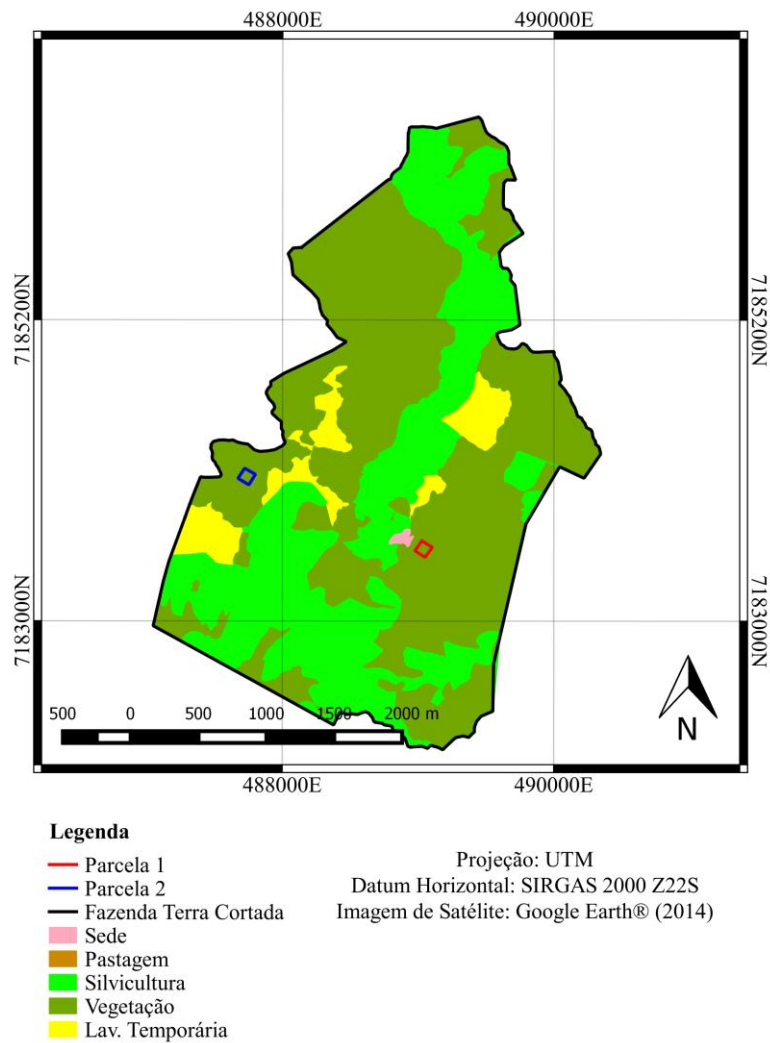 488000E 490000E
7185200N 7185200N
7183000N 7183000N
500 0 500 1000 1500 2000 m
N
488000E 490000E
Legenda
Parcela 1
Parcela 2
Fazenda Terra Cortada
Sede
Pastagem
Silvicultura
Vegetação
Lav. Temporária
Projeção: UTM
Datum Horizontal: SIRGAS 2000 Z22S
Imagem de Satélite: Google Earth® (2014)